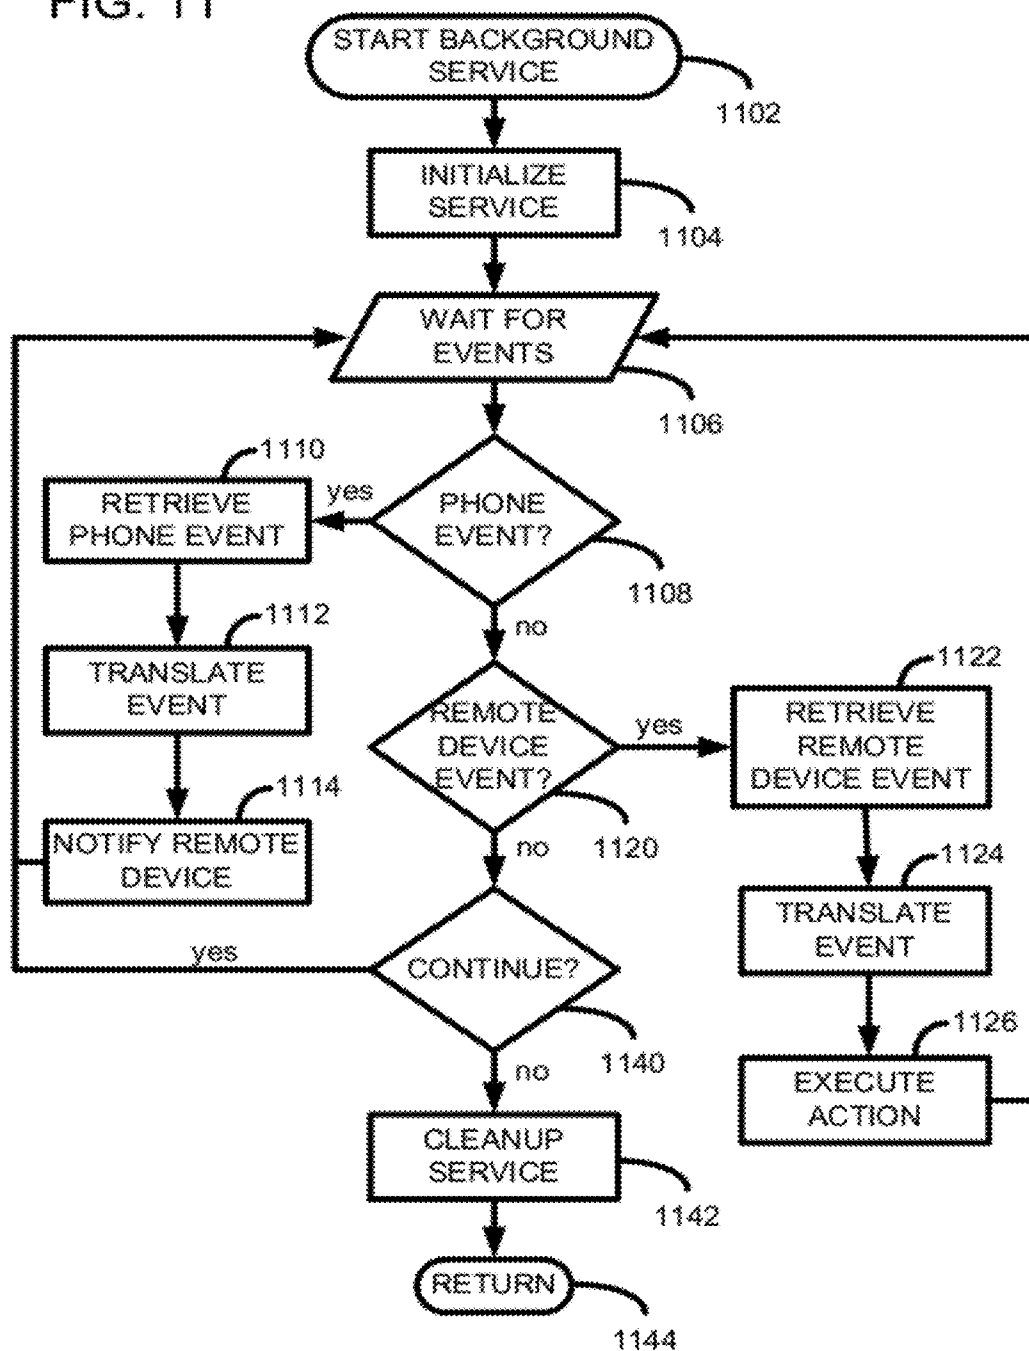 FIG. 11
START BACKGROUND
SERVICE
1102
INITIALIZE
SERVICE
1104
WAIT FOR
EVENTS
1106
PHONE
EVENT?
1108
yes
1110
RETRIEVE
PHONE EVENT
1112
TRANSLATE
EVENT
1114
NOTIFY REMOTE
DEVICE
no
REMOTE
DEVICE
EVENT?
1120
yes
1122
RETRIEVE
REMOTE
DEVICE EVENT
1124
TRANSLATE
EVENT
1126
EXECUTE
ACTION
no
CONTINUE?
1140
yes
no
CLEANUP
SERVICE
1142
RETURN
1144